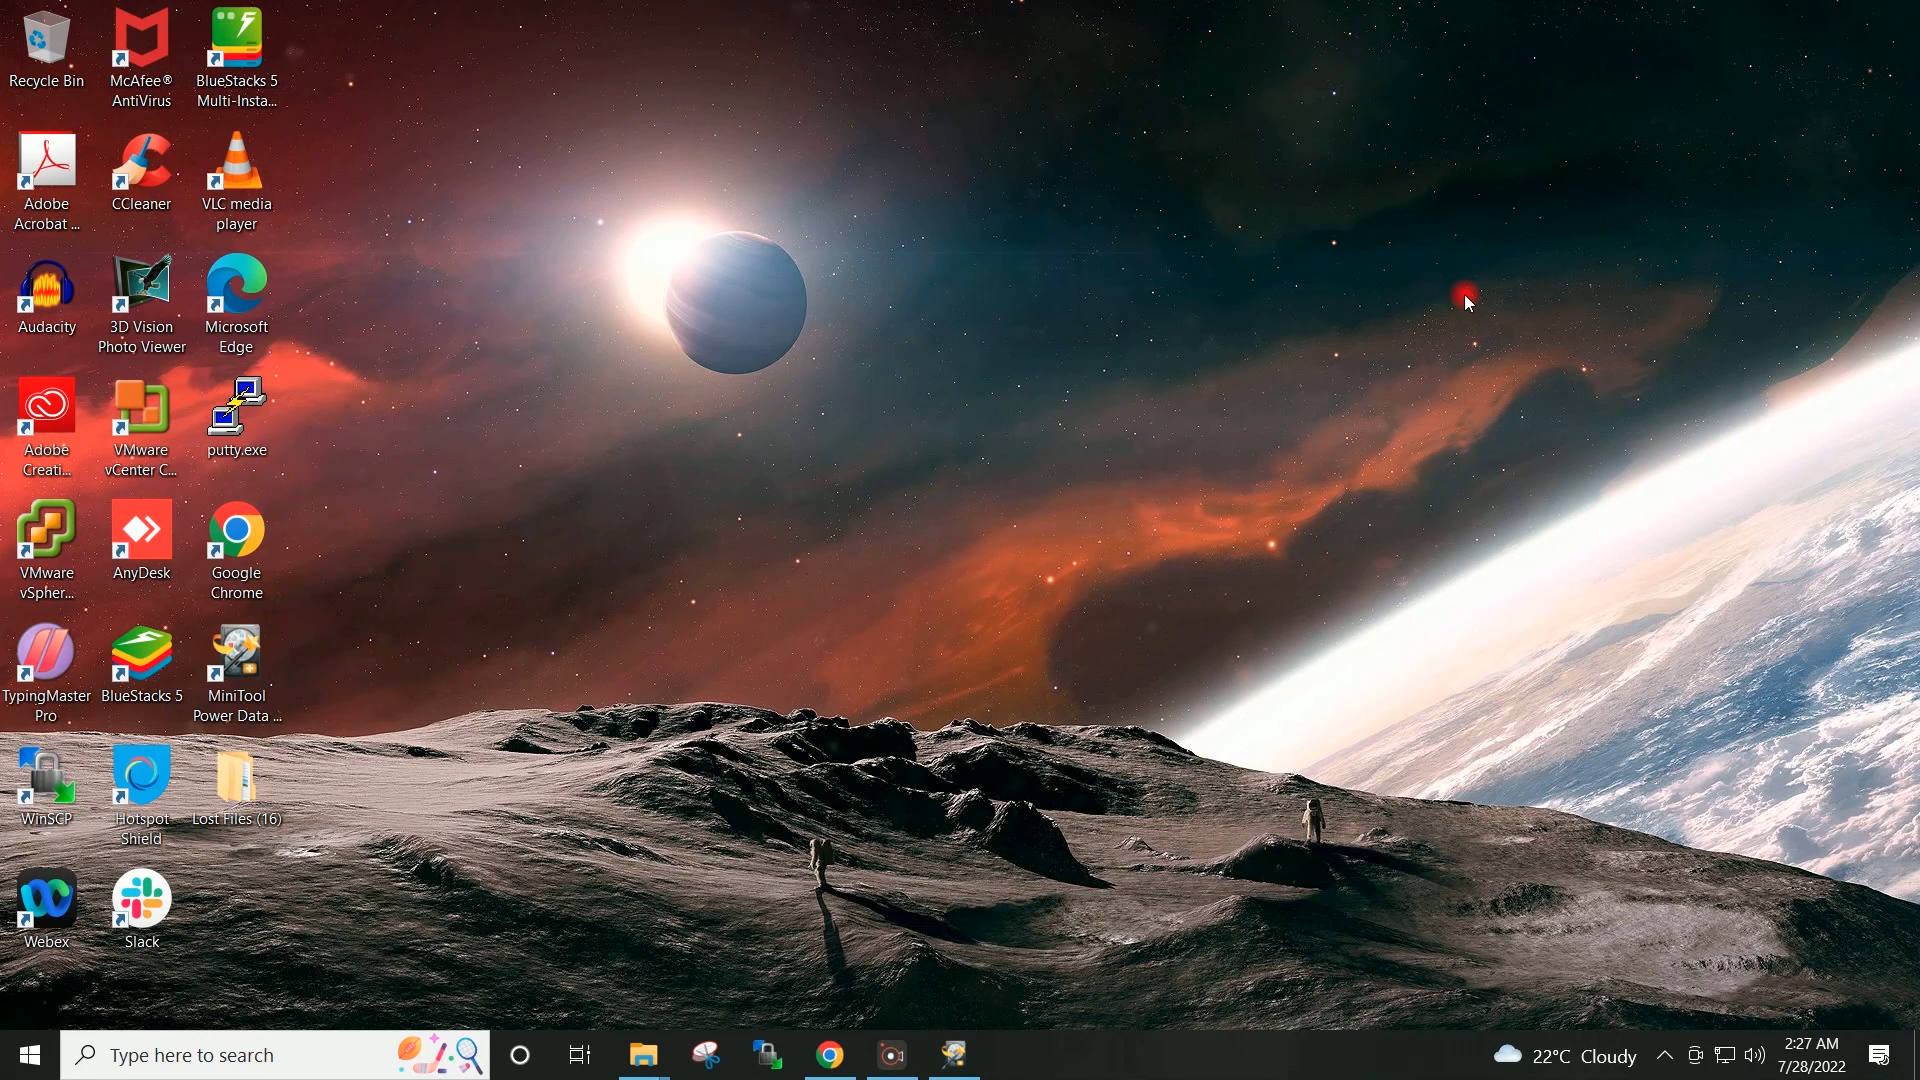 Recycle Bin
McAfee®
AntiVirus
BlueStacks 5
Multi-Insta...
Adobe
Acrobat ...
CCleaner
VLC media
player
Audacity
3D Vision
Photo Viewer
Microsoft
Edge
Adobe
Creati...
VMware
vCenter C...
putty.exe
VMware
vSpher...
AnyDesk
Google
Chrome
TypingMaster
Pro
BlueStacks 5
MiniTool
Power Data ...
WinSCP
Hotspot
Shield
Lost Files (16)
Webex
Slack
Type here to search
22°C Cloudy
2:27 AM
7/28/2022